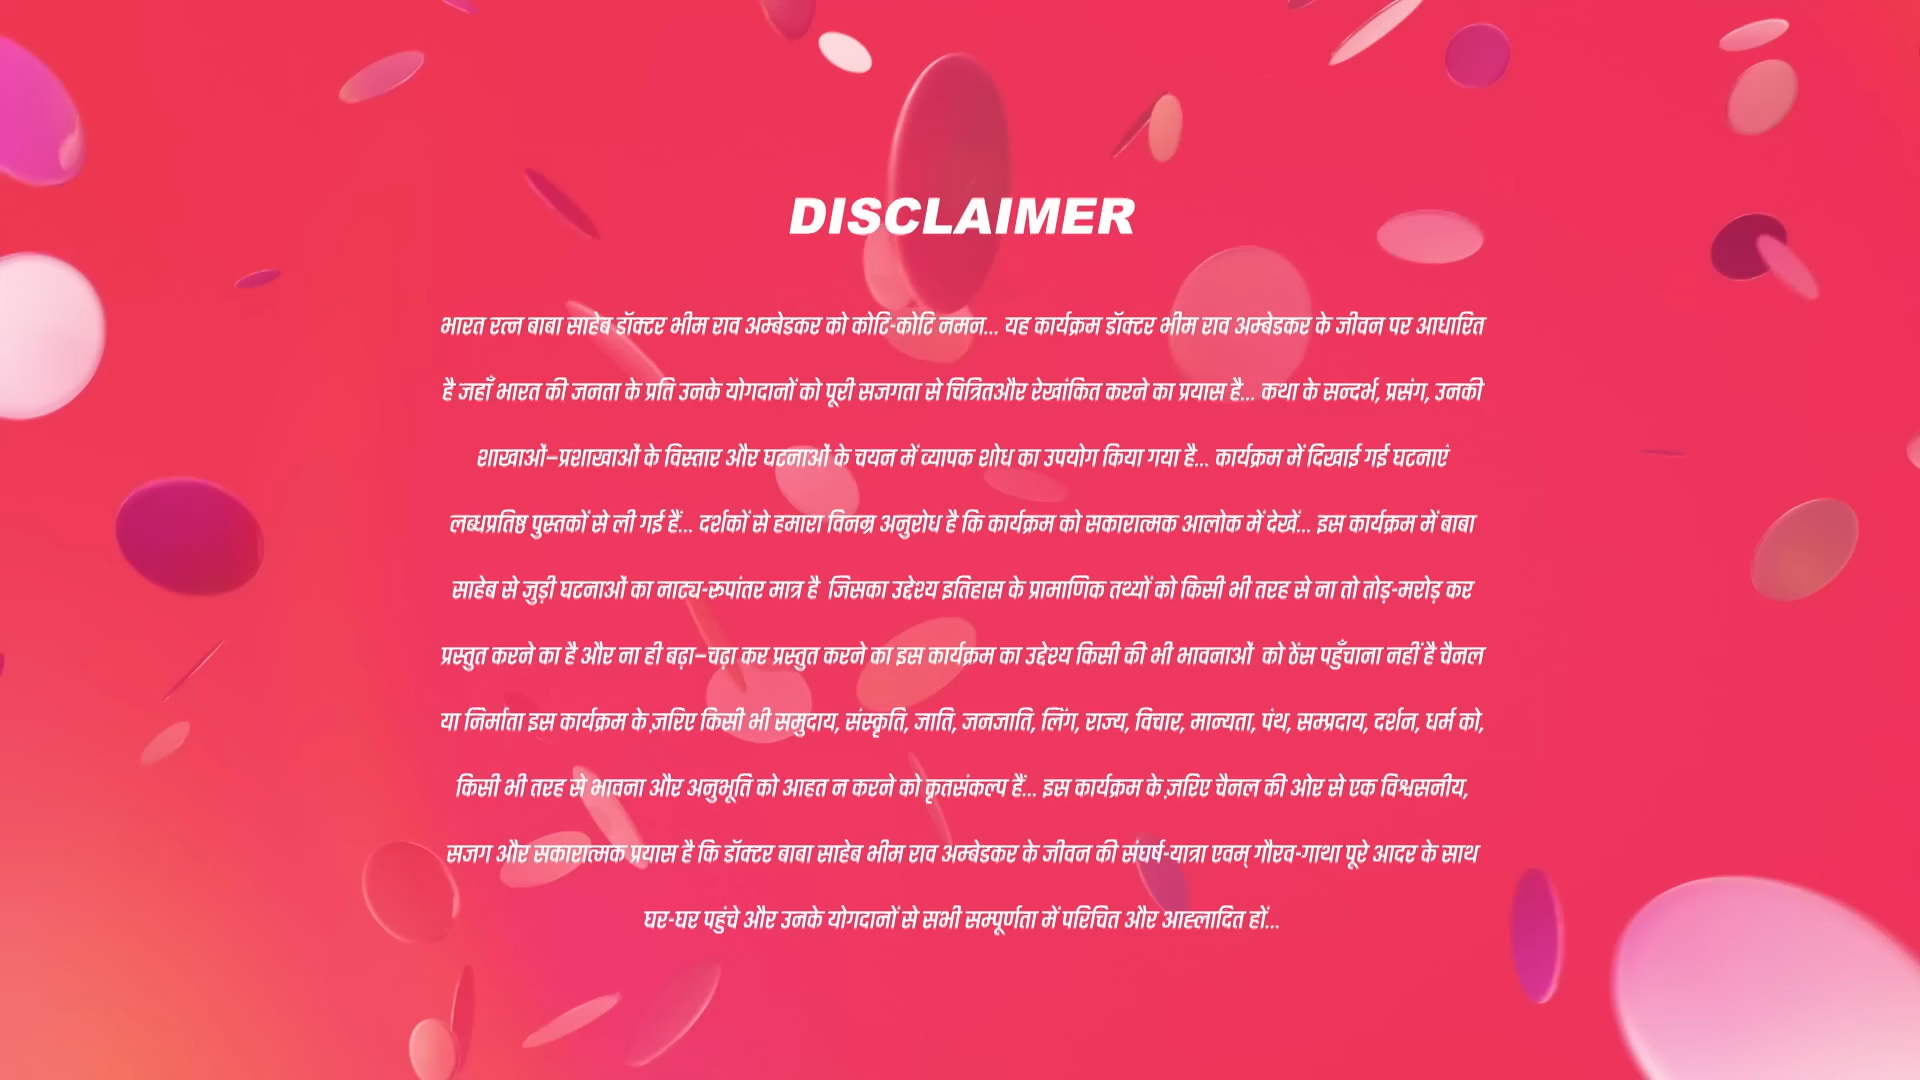 DISCLAIMER
भारत रत्न बाबा साहेब डॉक्टर भीम राव अम्बेडकर को कोटि-कोटि नमन... यह कार्यक्रम डॉक्टर भीम राव अम्बेडकर के जीवन पर आधारित
है जहाँ भारत की जनता के प्रति उनके योगदानों को पूरी सजगता से चित्रितऔर रेखांकित करने का प्रयास है... कथा के सन्दर्भ, प्रसंग, उनकी
शाखाओं–प्रशाखाओं के विस्तार और घटनाओं के चयन में व्यापक शोध का उपयोग किया गया है... कार्यक्रम में दिखाई गई घटनाएं
लब्धप्रतिष्ठ पुस्तकों से ली गई हैं... दर्शकों से हमारा विनम्र अनुरोध है कि कार्यक्रम को सकारात्मक आलोक में देखें... इस कार्यक्रम में बाबा
साहेब से जुड़ी घटनाओं का नाट्य-रुपांतर मात्र है जिसका उद्देश्य इतिहास के प्रामाणिक तथ्यों को किसी भी तरह से ना तो तोड़-मरोड़ कर
प्रस्तुत करने का है और ना ही बढ़ा–चढ़ा कर प्रस्तुत करने का इस कार्यक्रम का उद्देश्य किसी की भी भावनाओं को ठेंस पहुँचाना नहीं है चैनल
या निर्माता इस कार्यक्रम के ज़रिए किसी भी समुदाय, संस्कृति, जाति, जनजाति, लिंग, राज्य, विचार, मान्यता, पंथ, सम्प्रदाय, दर्शन, धर्म को,
किसी भी तरह से भावना और अनुभूति को आहत न करने को कृतसंकल्प हैं... इस कार्यक्रम के ज़रिए चैनल की ओर से एक विश्वसनीय,
सजग और सकारात्मक प्रयास है कि डॉक्टर बाबा साहेब भीम राव अम्बेडकर के जीवन की संघर्ष-यात्रा एवम् गौरव-गाथा पूरे आदर के साथ
घर-घर पहुंचे और उनके योगदानों से सभी सम्पूर्णता में परिचित और आह्लादित हों...